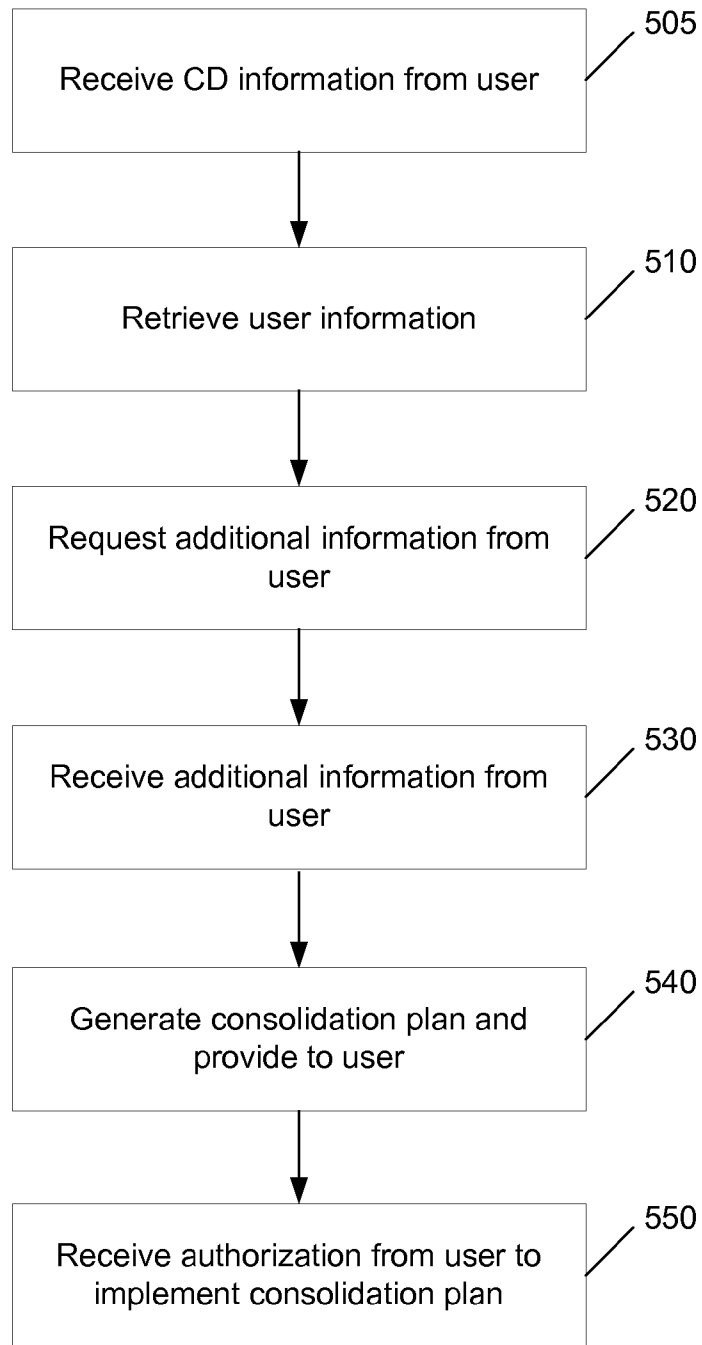 505
Receive CD information from user
510
Retrieve user information
520
Request additional information from
user
530
Receive additional information from
user
540
Generate consolidation plan and
provide to user
550
Receive authorization from user to
implement consolidation plan